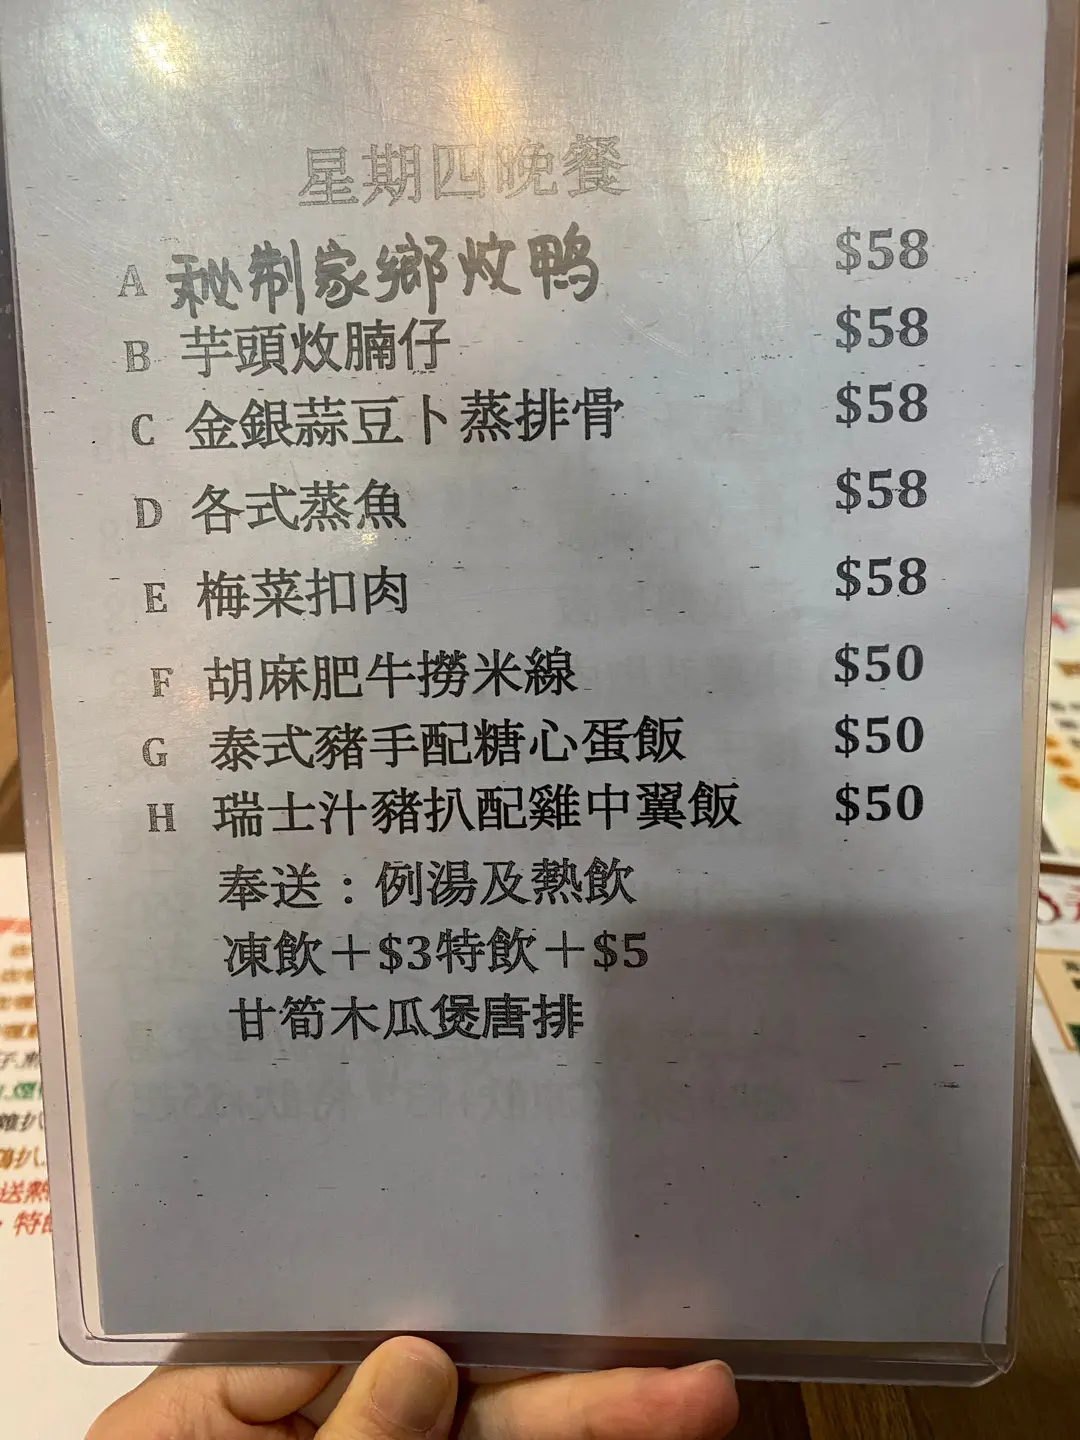 星期四晚餐
A 秘制家鄉炆鴨 $58
B 芋頭炆腩仔 $58
C 金銀蒜豆卜蒸排骨 $58
D 各式蒸魚 $58
E 梅菜扣肉 $58
F 胡麻肥牛撈米線 $50
G 泰式豬手配糖心蛋飯 $50
H 瑞士汁豬扒配雞中翼飯 $50
奉送：例湯及熱飲
凍飲＋$3特飲＋$5
甘筍木瓜煲唐排